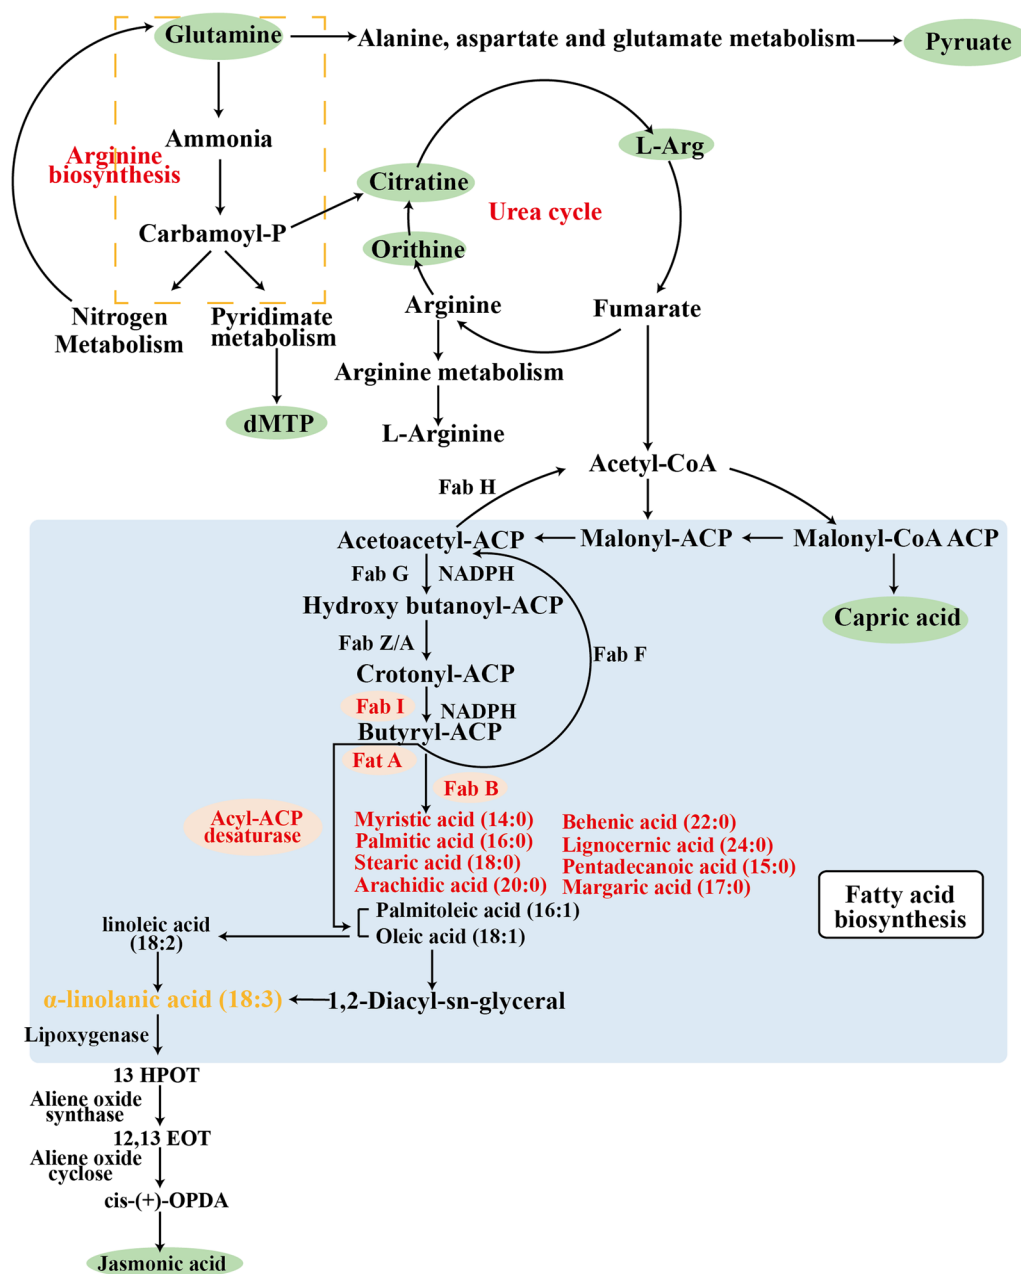 Glutamine
Alanine, aspartate and glutamate metabolism
Pyruate
Ammonia
L-Arg
Arginine
biosynthesis
Citratine
Urea cycle
Carbamoyl-P
Orithine
Arginine
Fumarate
Nitrogen
Metabolism
Pyridimate
metabolism
Arginine metabolism
dMTP
L-Arginine
Acetyl-CoA
Fab H
Acetoacetyl-ACP
Malonyl-ACP
Malonyl-CoA ACP
Fab G
NADPH
Hydroxy butanoyl-ACP
Capric acid
Fab Z/A
Fab F
Crotonyl-ACP
Fab I
NADPH
Butyryl-ACP
Fat A
Fab B
Acyl-ACP
desaturase
Myristic acid (14:0)
Palmitic acid (16:0)
Stearic acid (18:0)
Arachidic acid (20:0)
Behenic acid (22:0)
Lignocernic acid (24:0)
Pentadecanoic acid (15:0)
Margaric acid (17:0)
Fatty acid
biosynthesis
Palmitoleic acid (16:1)
Oleic acid (18:1)
linoleic acid
(18:2)
α-linolanic acid (18:3)
1,2-Diacyl-sn-glyceral
Lipoxygenase
13 HPOT
Aliene oxide
synthase
12,13 EOT
Aliene oxide
cyclose
cis-(+)-OPDA
Jasmonic acid